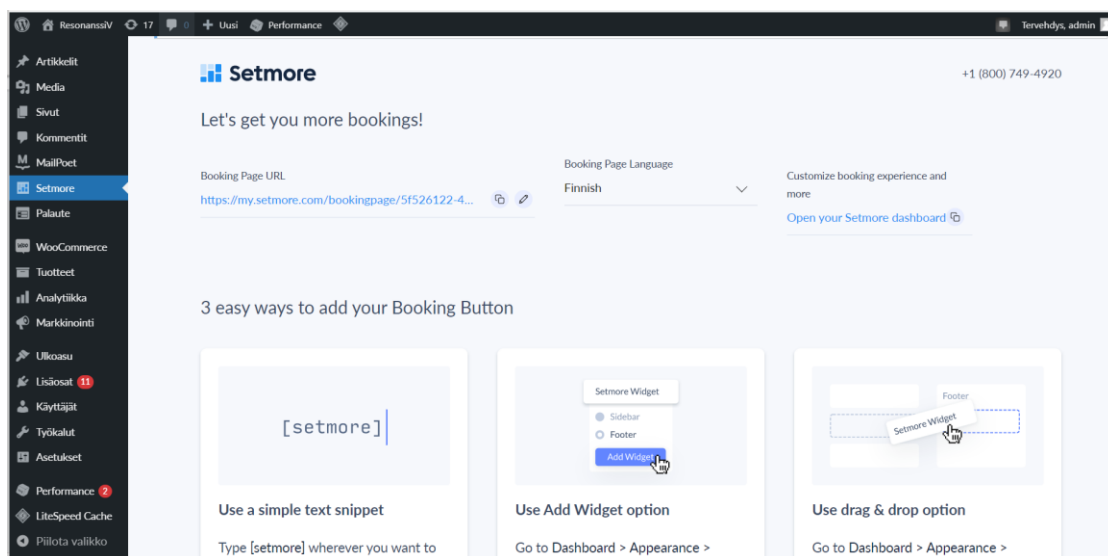 ResonanssiV 17 0 + Uusi Performance
Tervehdys, admin
Artikkelit
Media
Sivut
Kommentit
MailPoet
Setmore
Palaute
WooCommerce
Tuotteet
Analytiikka
Markkinointi
Ulkoasu
Lisäosat 11
Käyttäjät
Työkalut
Asetukset
Performance 2
LiteSpeed Cache
Piilota valikko
Setmore
+1 (800) 749-4920
Let's get you more bookings!
Booking Page URL
https://my.setmore.com/bookingpage/5f526122-4...
Booking Page Language
Finnish
Customize booking experience and
more
Open your Setmore dashboard
3 easy ways to add your Booking Button
[setmore]
Use a simple text snippet
Type [setmore] wherever you want to
Setmore Widget
Sidebar
Footer
Add Widget
Use Add Widget option
Go to Dashboard > Appearance >
Footer
Setmore Widget
Use drag & drop option
Go to Dashboard > Appearance >